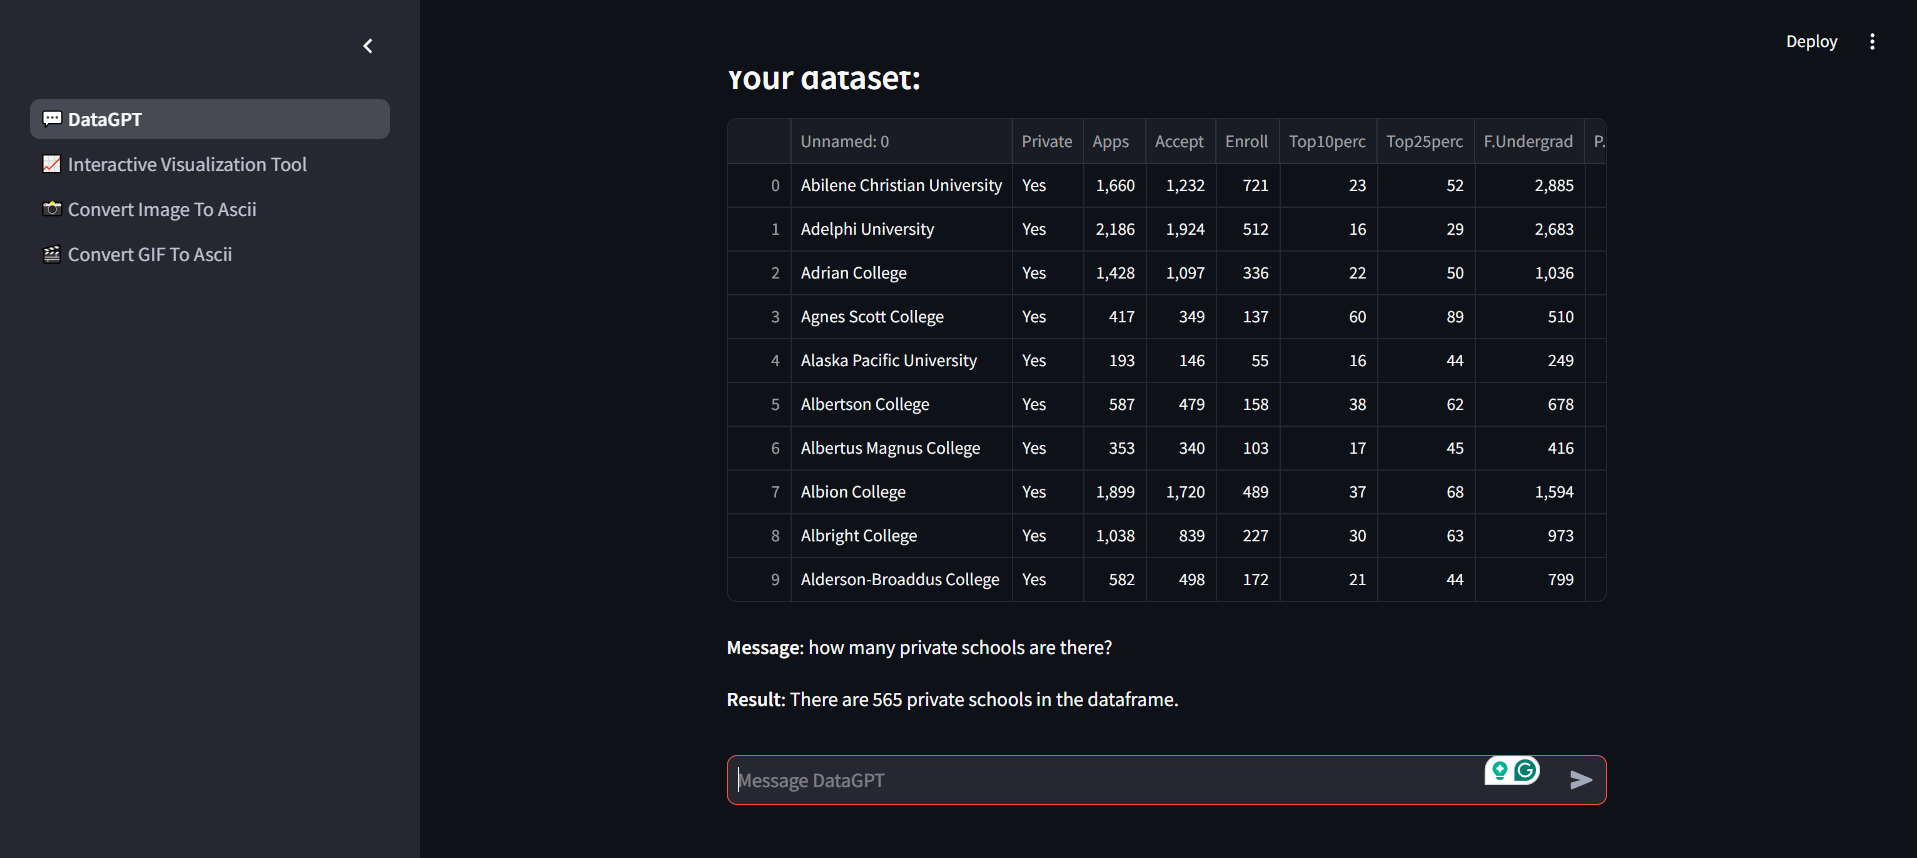 Deploy
DataGPT
Interactive Visualization Tool
Convert Image To Ascii
Convert GIF To Ascii
Your dataset:
Unnamed: 0 Private Apps Accept Enroll Top10perc Top25perc F.Undergrad P.
0 Abilene Christian University Yes 1,660 1,232 721 23 52 2,885
1 Adelphi University Yes 2,186 1,924 512 16 29 2,683
2 Adrian College Yes 1,428 1,097 336 22 50 1,036
3 Agnes Scott College Yes 417 349 137 60 89 510
4 Alaska Pacific University Yes 193 146 55 16 44 249
5 Albertson College Yes 587 479 158 38 62 678
6 Albertus Magnus College Yes 353 340 103 17 45 416
7 Albion College Yes 1,899 1,720 489 37 68 1,594
8 Albright College Yes 1,038 839 227 30 63 973
9 Alderson-Broaddus College Yes 582 498 172 21 44 799
Message: how many private schools are there?
Result: There are 565 private schools in the dataframe.
Message DataGPT